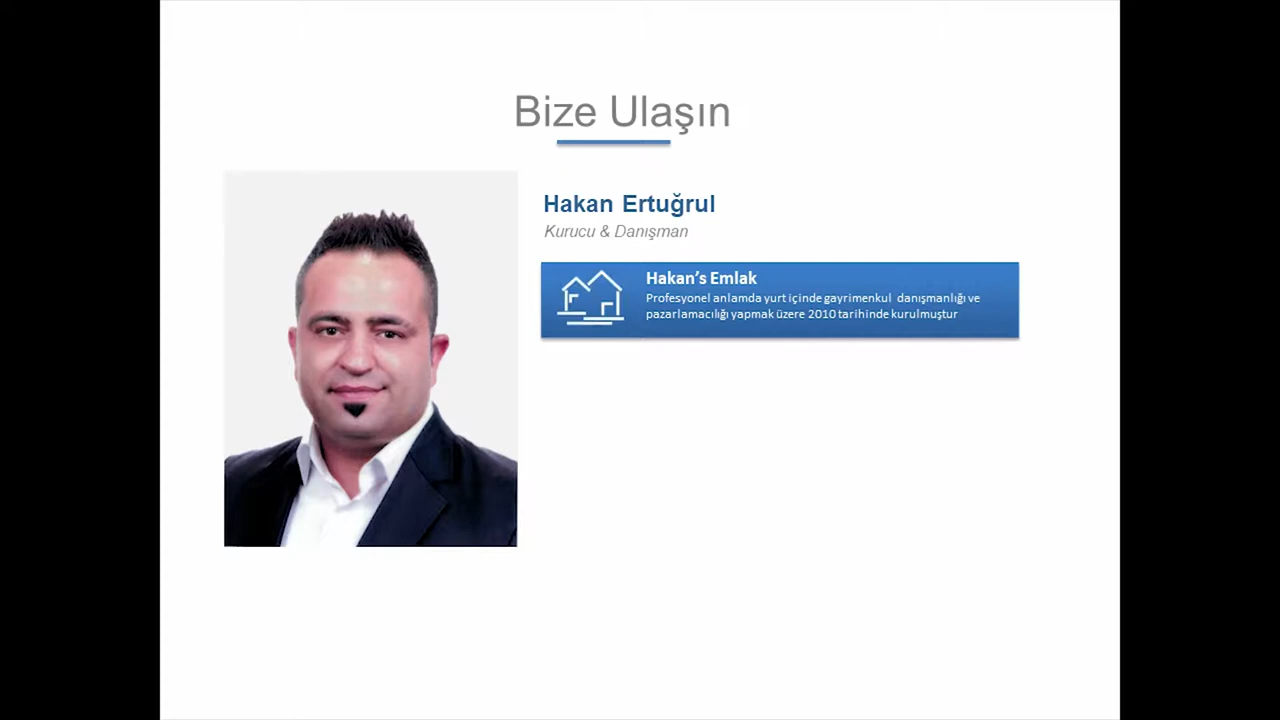 Bize Ulaşın
Hakan Ertuğrul
Kurucu & Danışman
Hakan's Emlak
Profesyonel anlamda yurt içinde gayrimenkul danışmanlığı ve
pazarlamacılığı yapmak üzere 2010 tarihinde kurulmuştur